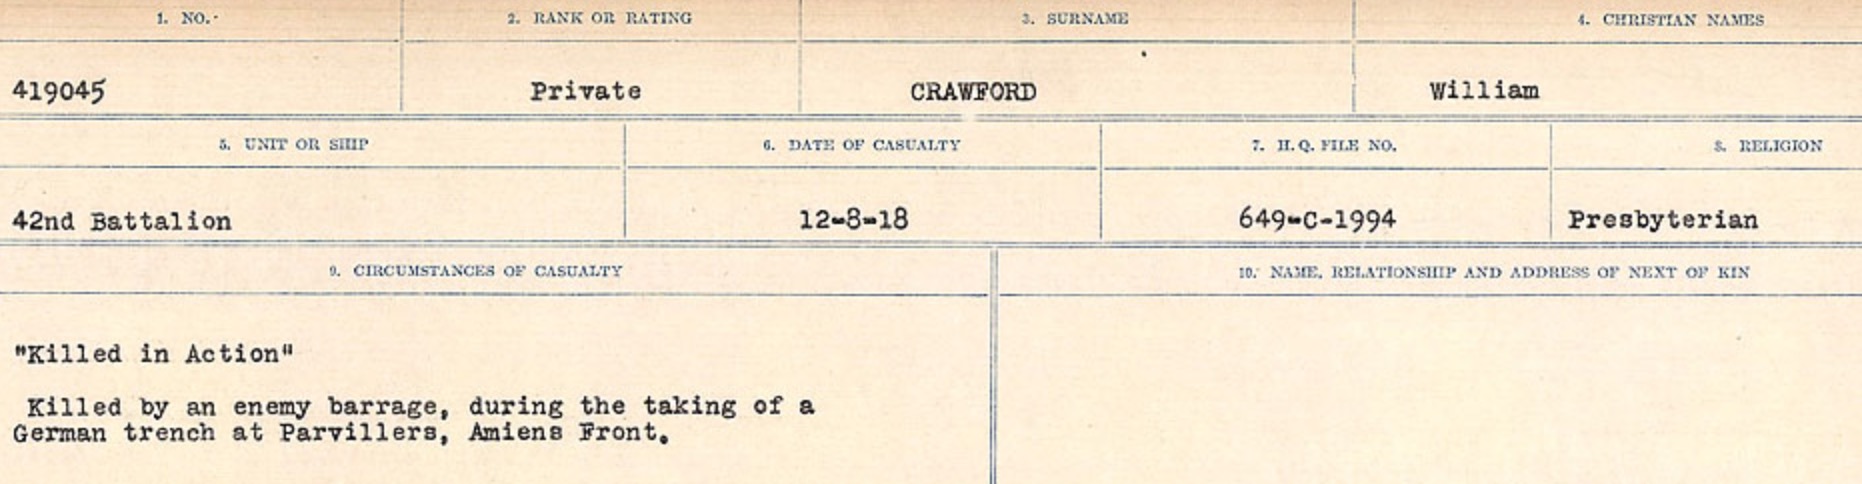 1. NO. 2. RANK OR RATING 3. SURNAME 4. CHRISTIAN NAMES
419045 Private CRAWFORD William
5. UNIT OR SHIP 6. DATE OF CASUALTY 7. H.Q. FILE NO. 8. RELIGION
42nd Battalion 12-8-18 649-C-1994 Presbyterian
9. CIRCUMSTANCES OF CASUALTY 10. NAME, RELATIONSHIP AND ADDRESS OF NEXT OF KIN
"Killed in Action"
Killed by an enemy barrage, during the taking of a
German trench at Parvillers, Amiens Front.